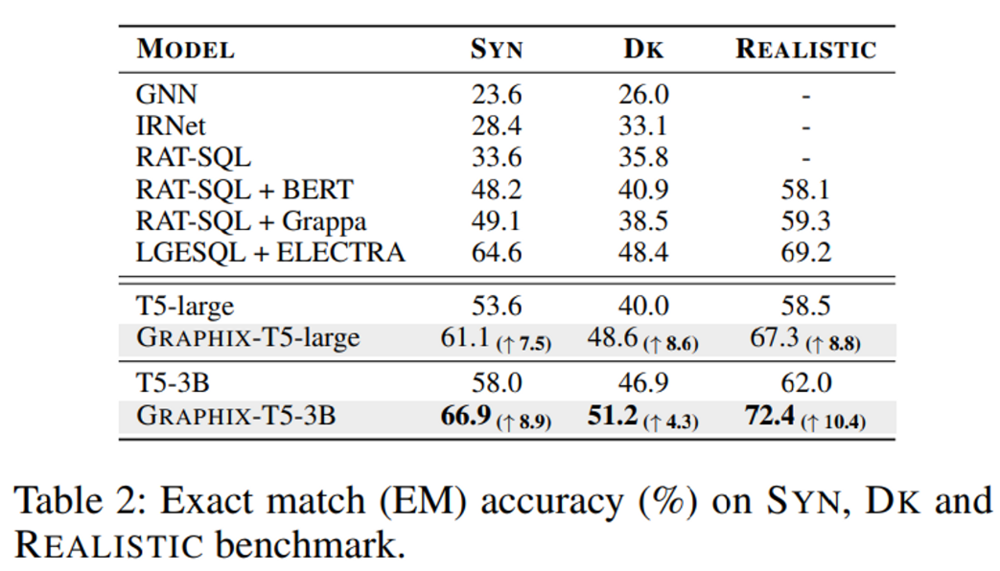 MODEL SYN DK REALISTIC
GNN 23.6 26.0 -
IRNet 28.4 33.1 -
RAT-SQL 33.6 35.8 -
RAT-SQL + BERT 48.2 40.9 58.1
RAT-SQL + Grappa 49.1 38.5 59.3
LGESQL + ELECTRA 64.6 48.4 69.2
T5-large 53.6 40.0 58.5
GRAPHIX-T5-large 61.1 (↑ 7.5) 48.6 (↑ 8.6) 67.3 (↑ 8.8)
T5-3B 58.0 46.9 62.0
GRAPHIX-T5-3B 66.9 (↑ 8.9) 51.2 (↑ 4.3) 72.4 (↑ 10.4)
Table 2: Exact match (EM) accuracy (%) on SYN, DK and
REALISTIC benchmark.